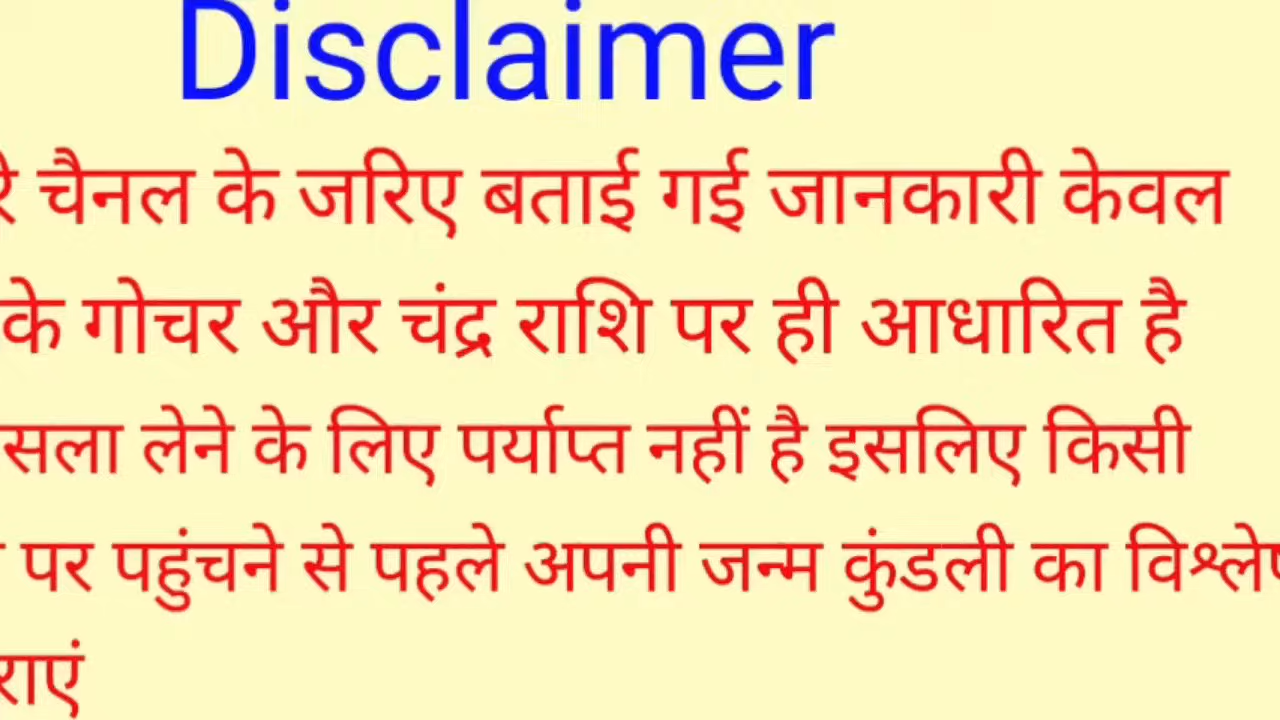 Disclaimer
चैनल के जरिए बताई गई जानकारी केवल
के गोचर और चंद्र राशि पर ही आधारित है
लेने के लिए पर्याप्त नहीं है इसलिए किसी
पर पहुंचने से पहले अपनी जन्म कुंडली का